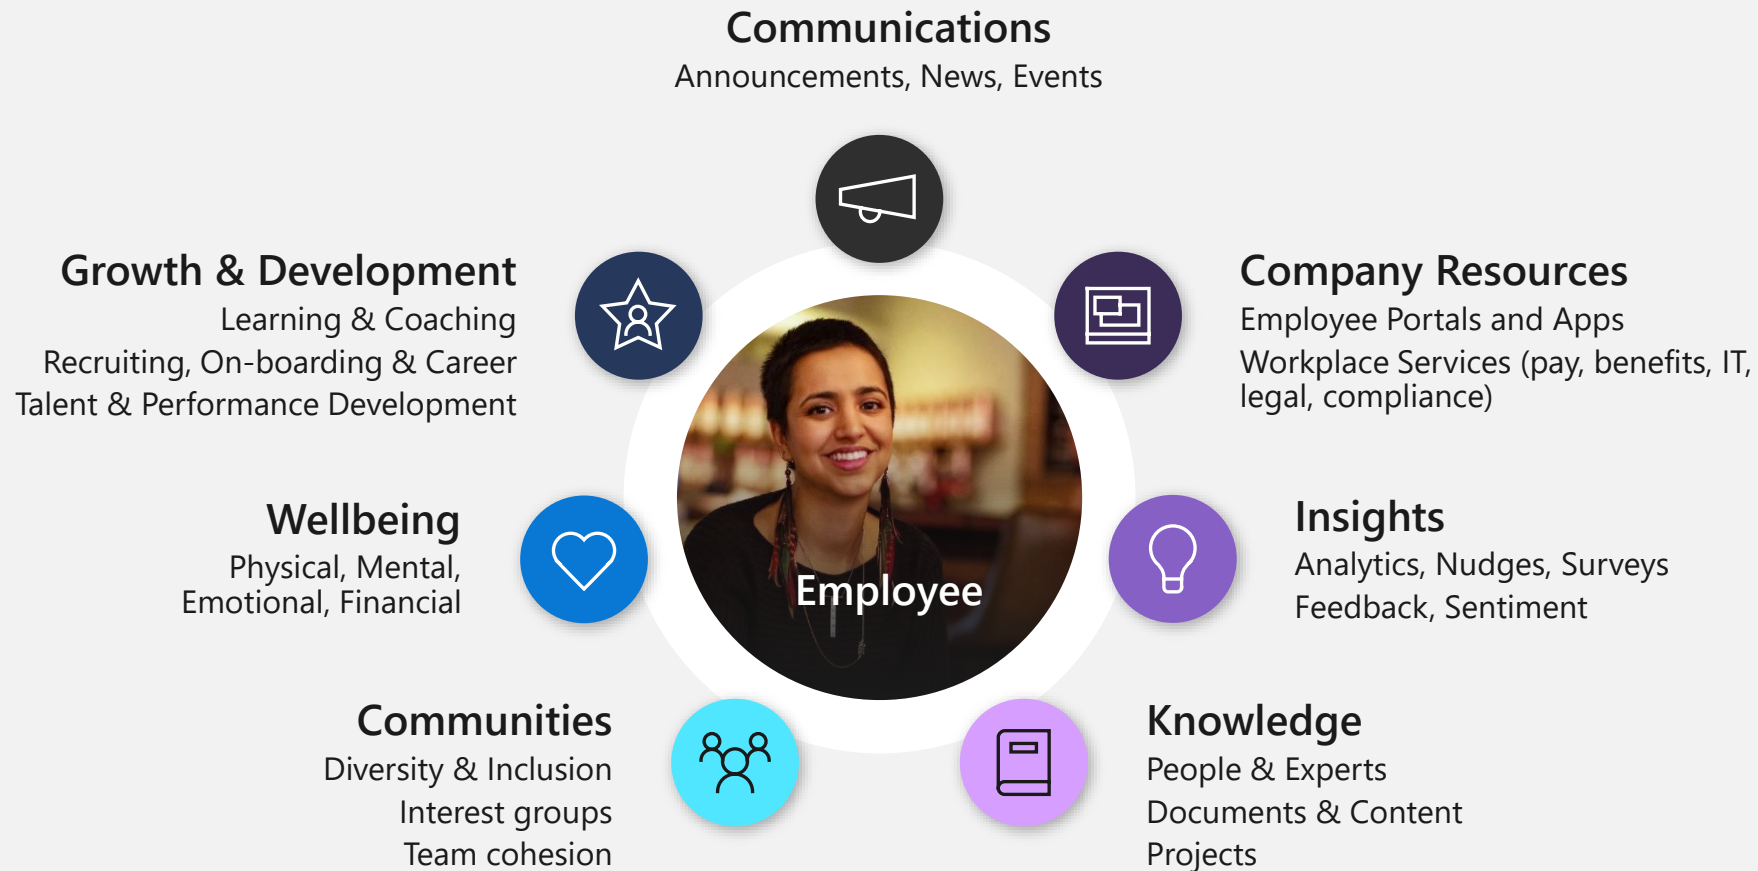 Communications
Announcements, News, Events
Growth & Development
Learning & Coaching
Recruiting, On-boarding & Career
Talent & Performance Development
Company Resources
Employee Portals and Apps
Workplace Services (pay, benefits, IT,
legal, compliance)
Wellbeing
Physical, Mental,
Emotional, Financial
Employee
Insights
Analytics, Nudges, Surveys
Feedback, Sentiment
Communities
Diversity & Inclusion
Interest groups
Team cohesion
Knowledge
People & Experts
Documents & Content
Projects